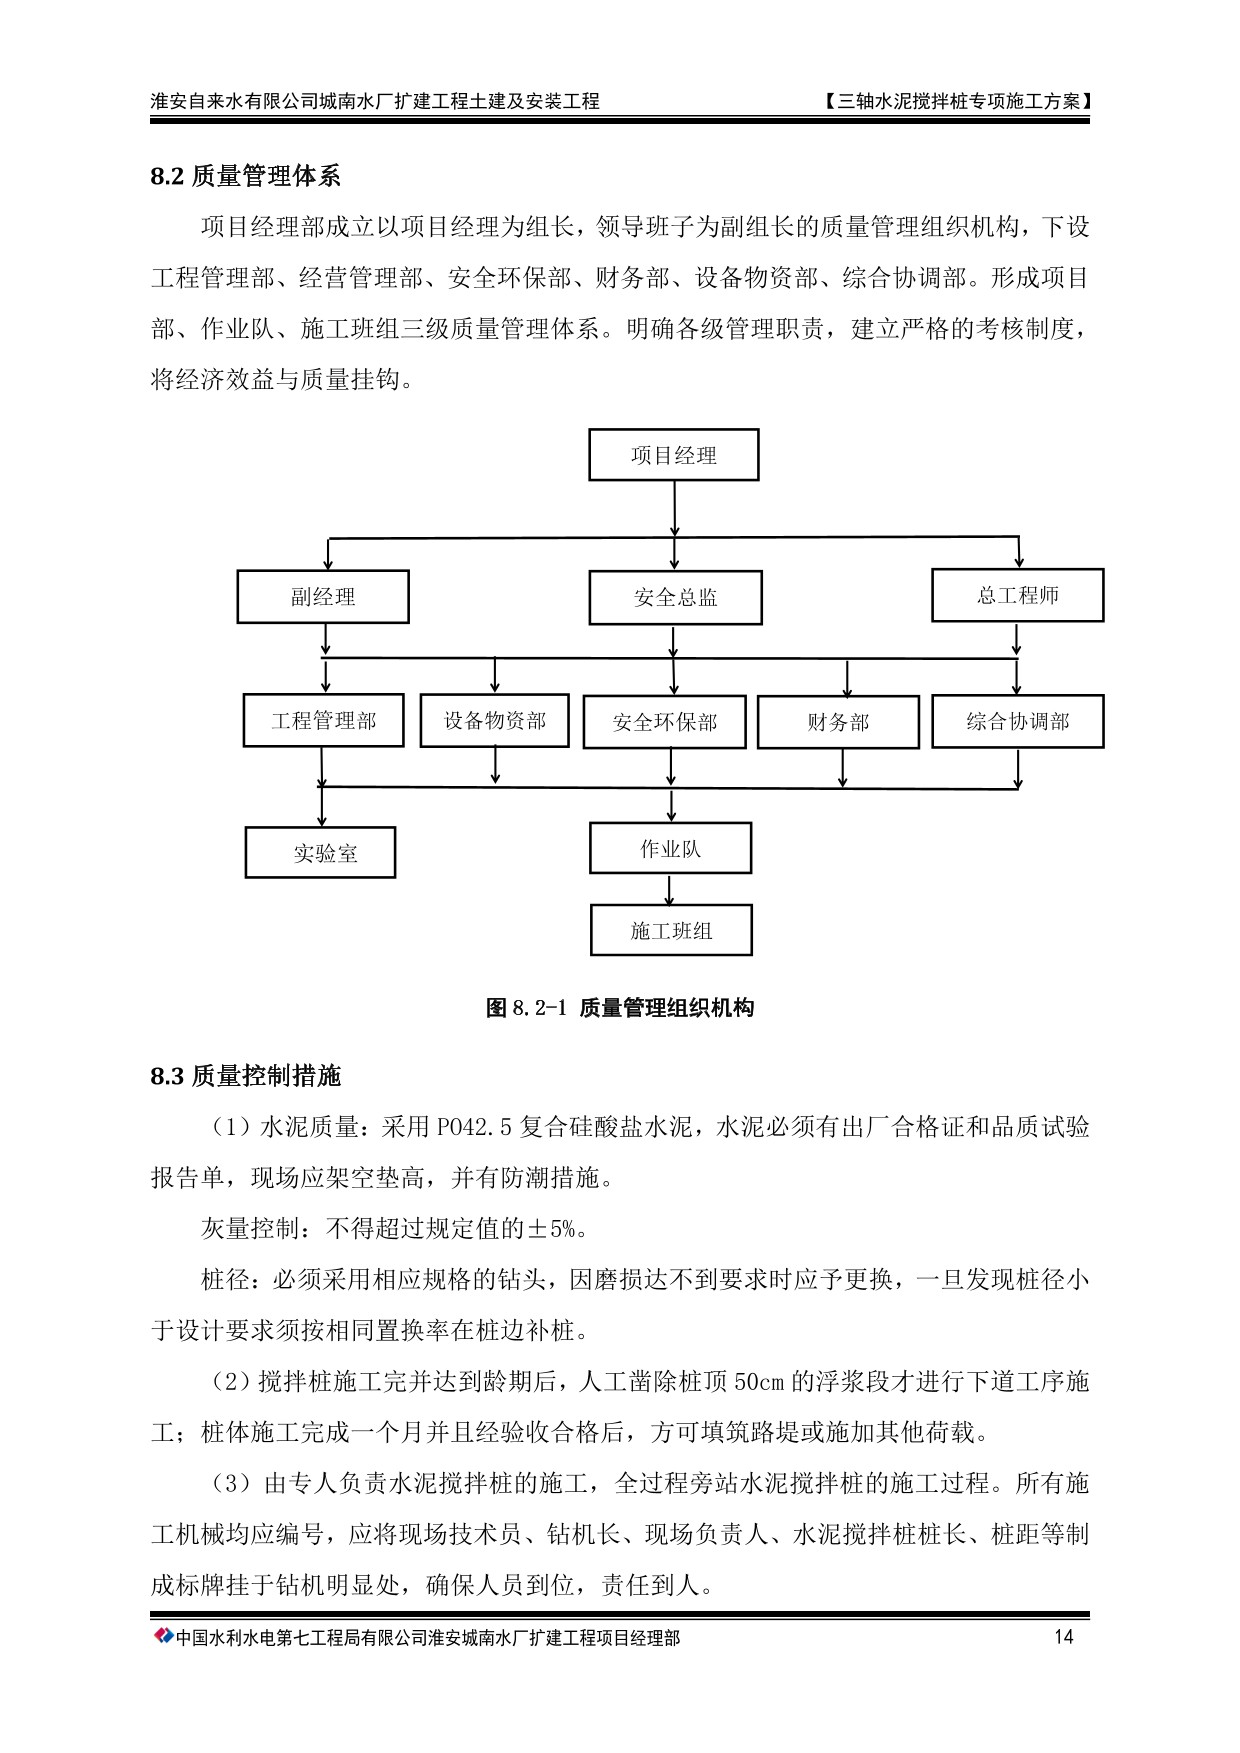 淮安自来水有限公司城南水厂扩建工程土建及安装工程 【三轴水泥搅拌桩专项施工方案】
8.2 质量管理体系
项目经理部成立以项目经理为组长，领导班子为副组长的质量管理组织机构，下设
工程管理部、经营管理部、安全环保部、财务部、设备物资部、综合协调部。形成项目
部、作业队、施工班组三级质量管理体系。明确各级管理职责，建立严格的考核制度，
将经济效益与质量挂钩。
项目经理
副经理 安全总监 总工程师
工程管理部 设备物资部 安全环保部 财务部 综合协调部
实验室 作业队
施工班组
图 8.2-1 质量管理组织机构
8.3 质量控制措施
（1）水泥质量：采用 PO42.5 复合硅酸盐水泥，水泥必须有出厂合格证和品质试验
报告单，现场应架空垫高，并有防潮措施。
灰量控制：不得超过规定值的±5%。
桩径：必须采用相应规格的钻头，因磨损达不到要求时应予更换，一旦发现桩径小
于设计要求须按相同置换率在桩边补桩。
（2）搅拌桩施工完并达到龄期后，人工凿除桩顶 50cm 的浮浆段才进行下道工序施
工；桩体施工完成一个月并且经验收合格后，方可填筑路堤或施加其他荷载。
（3）由专人负责水泥搅拌桩的施工，全过程旁站水泥搅拌桩的施工过程。所有施
工机械均应编号，应将现场技术员、钻机长、现场负责人、水泥搅拌桩桩长、桩距等制
成标牌挂于钻机明显处，确保人员到位，责任到人。
中国水利水电第七工程局有限公司淮安城南水厂扩建工程项目经理部 14